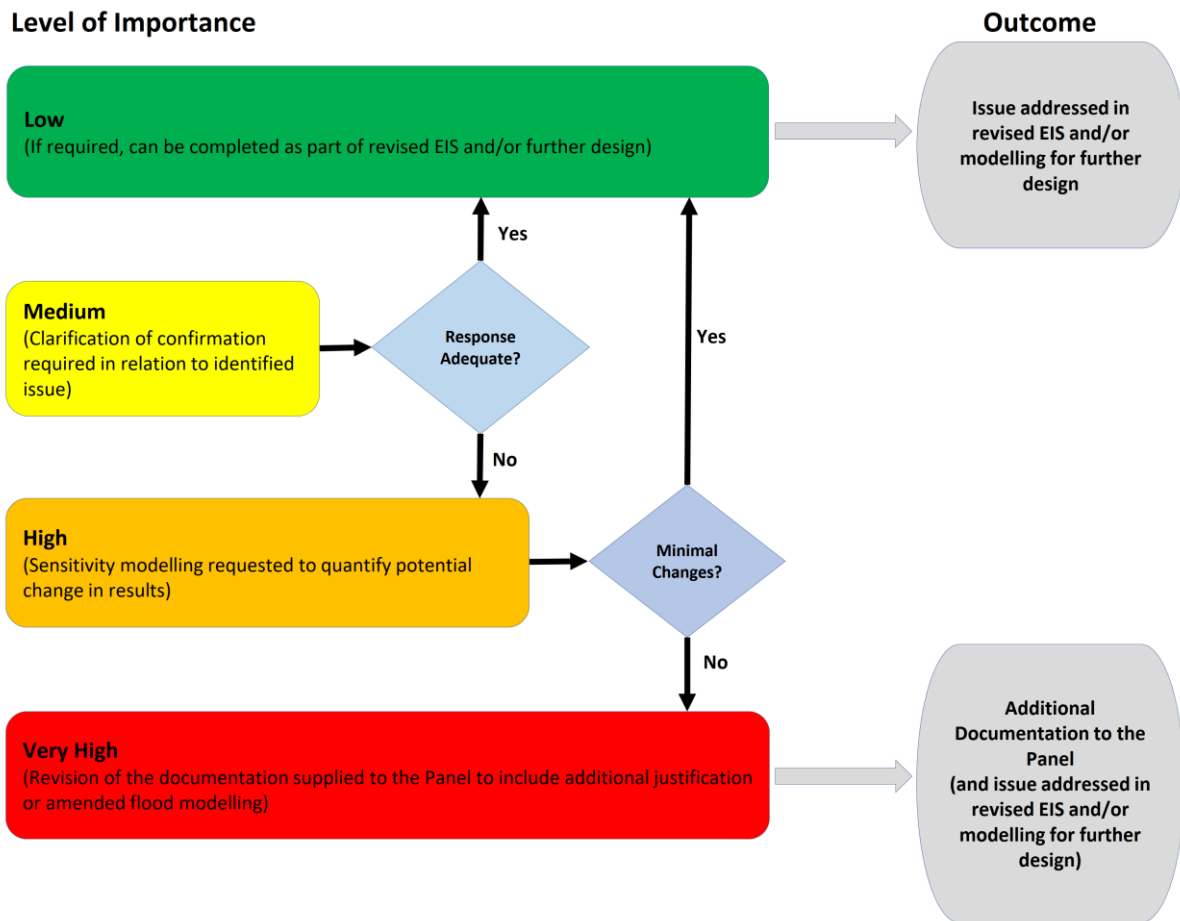 Level of Importance
Outcome
Low
(If required, can be completed as part of revised EIS and/or further design)
Issue addressed in
revised EIS and/or
modelling for further
design
Yes
Medium
(Clarification of confirmation
required in relation to identified
issue)
Response
Adequate?
Yes
No
High
(Sensitivity modelling requested to quantify potential
change in results)
Minimal
Changes?
No
Very High
(Revision of the documentation supplied to the Panel to include additional justification
or amended flood modelling)
Additional
Documentation to the
Panel
(and issue addressed in
revised EIS and/or
modelling for further
design)